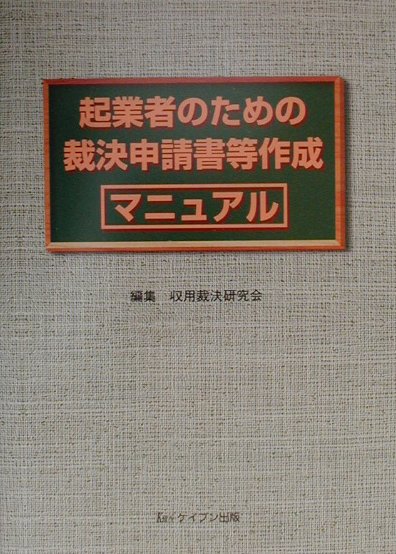 起業者のための
裁決申請書等作成
マニュアル
編集 収用裁決研究会
ケイブン出版